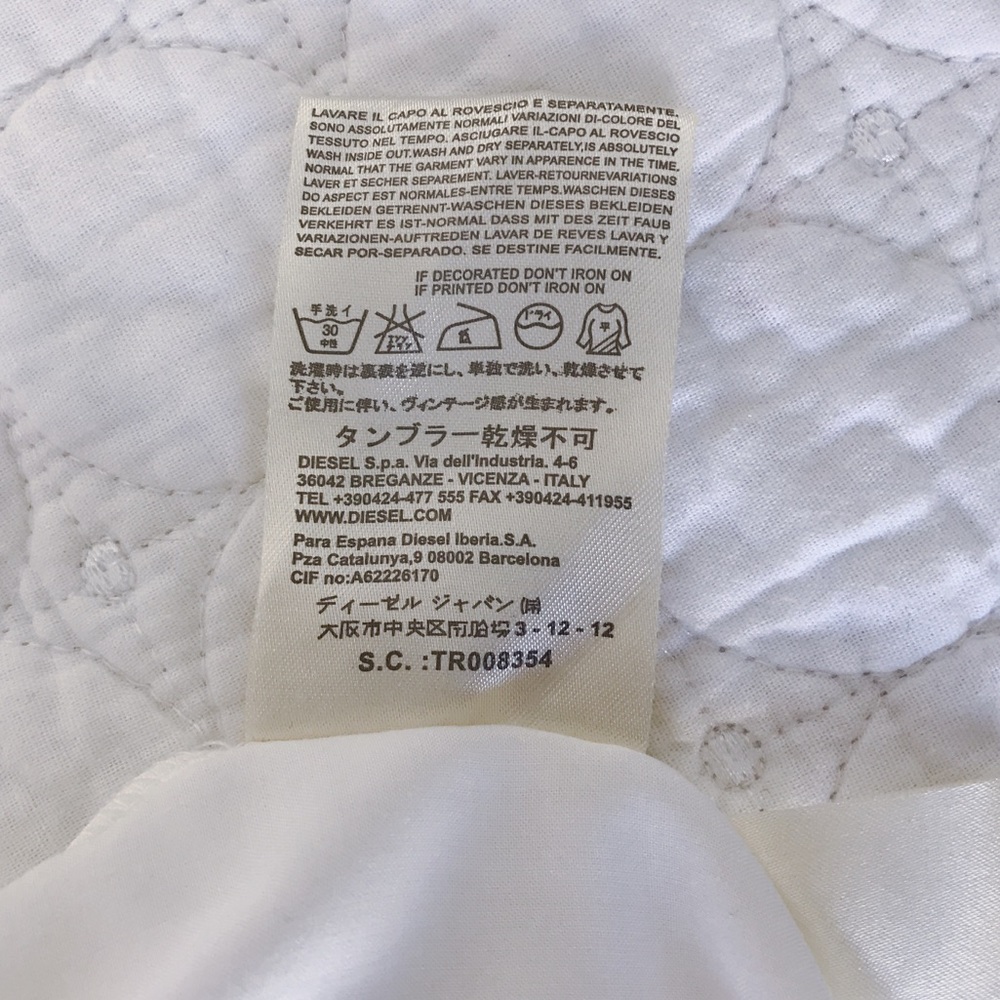 LAVARE IL CAPO AL ROVESCIO E SEPARATAMENTE.
SONO ASSOLUTAMENTE NORMALI VARIAZIONI DI-COLORE DEL
TESSUTO NEL TEMPO. ASCIUGARE IL-CAPO AL ROVESCIO
WASH INSIDE OUT.WASH AND DRY SEPARATELY,IS ABSOLUTELY
NORMAL THAT THE GARMENT VARY IN APPARENCE IN THE TIME.
LAVER ET SECHER SEPAREMENT. LAVER-RETOURNEVARIATIONS
DO ASPECT EST NORMALES-ENTRE TEMPS.WASCHEN DIESES
BEKLEIDEN GETRENNT-WASCHEN DIESES BEKLEIDEN
VERKEHRT ES IST-NORMAL DASS MIT DES ZEIT FAUB
VARIAZIONEN-AUFTREDEN LAVAR DE REVES LAVAR Y
SECAR POR-SEPARADO. SE DESTINE FACILMENTE.
IF DECORATED DON'T IRON ON
IF PRINTED DON'T IRON ON
手洗イ
30
中性
エンソ
サラシ
ドライ
平
洗濯時は裏表を逆にし、単独で洗い、乾燥させて
下さい。
ご使用に伴い、ヴィンテージ感が生まれます。
タンブラー乾燥不可
DIESEL S.p.a. Via dell'Industria. 4-6
36042 BREGANZE - VICENZA - ITALY
TEL +390424-477 555 FAX +390424-411955
WWW.DIESEL.COM
Para Espana Diesel Iberia.S.A.
Pza Catalunya,9 08002 Barcelona
CIF no:A62226170
ディーゼル ジャパン
大阪市中央区南船場3-12-12
S.C. :TR008354